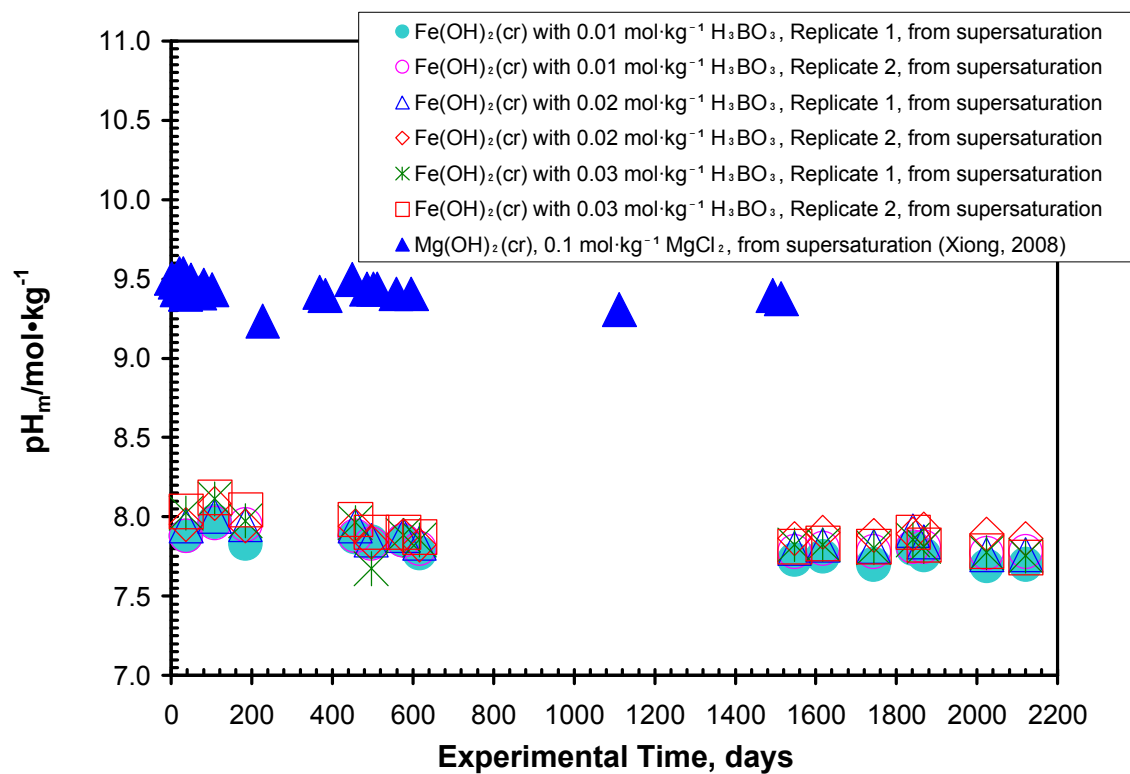 11.0
10.5
10.0
9.5
9.0
8.5
8.0
7.5
7.0
pHₘ/mol•kg⁻¹
Fe(OH)₂(cr) with 0.01 mol·kg⁻¹ H₃BO₃, Replicate 1, from supersaturation
Fe(OH)₂(cr) with 0.01 mol·kg⁻¹ H₃BO₃, Replicate 2, from supersaturation
Fe(OH)₂(cr) with 0.02 mol·kg⁻¹ H₃BO₃, Replicate 1, from supersaturation
Fe(OH)₂(cr) with 0.02 mol·kg⁻¹ H₃BO₃, Replicate 2, from supersaturation
Fe(OH)₂(cr) with 0.03 mol·kg⁻¹ H₃BO₃, Replicate 1, from supersaturation
Fe(OH)₂(cr) with 0.03 mol·kg⁻¹ H₃BO₃, Replicate 2, from supersaturation
Mg(OH)₂(cr), 0.1 mol·kg⁻¹ MgCl₂, from supersaturation (Xiong, 2008)
0 200 400 600 800 1000 1200 1400 1600 1800 2000 2200
Experimental Time, days